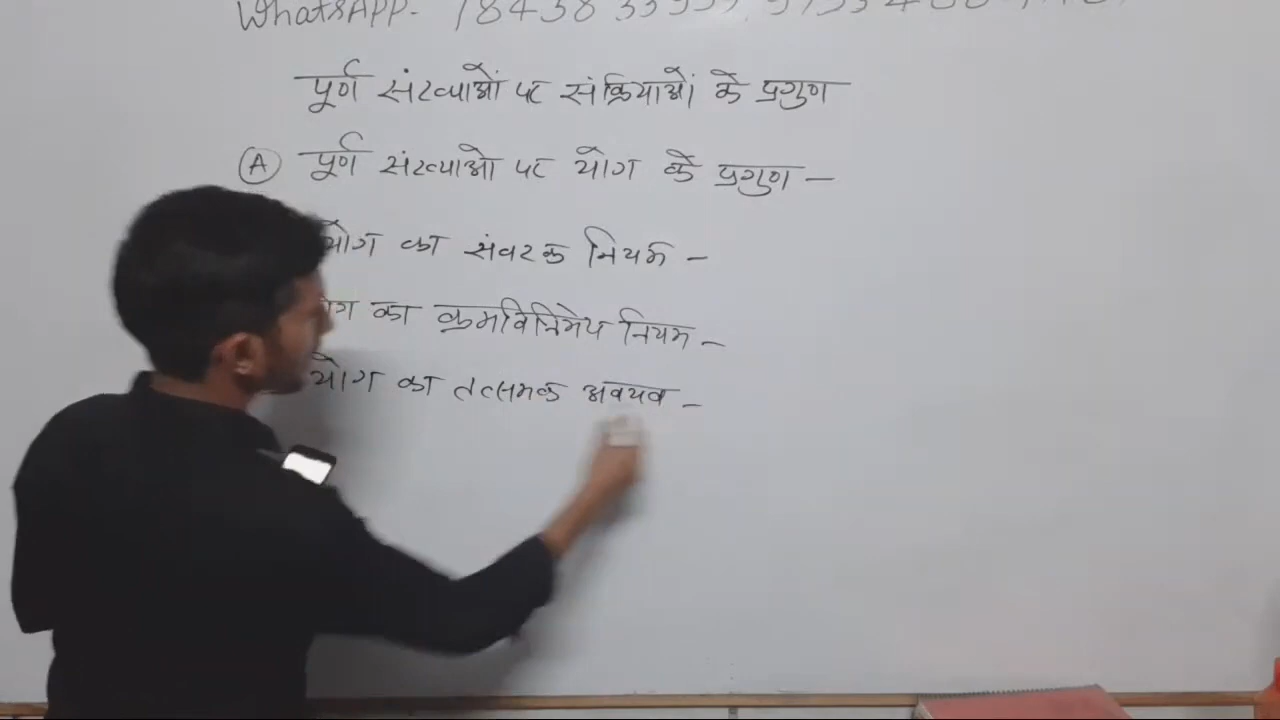 WhatsAPP-
पूर्ण संख्याओं पर संक्रियाओं के प्रगुण
(A) पूर्ण संख्याओ पर योग के प्रगुण —
योग का संवरक नियम -
योग का क्रमविनिमेय नियम -
योग का तत्समक अवयव -